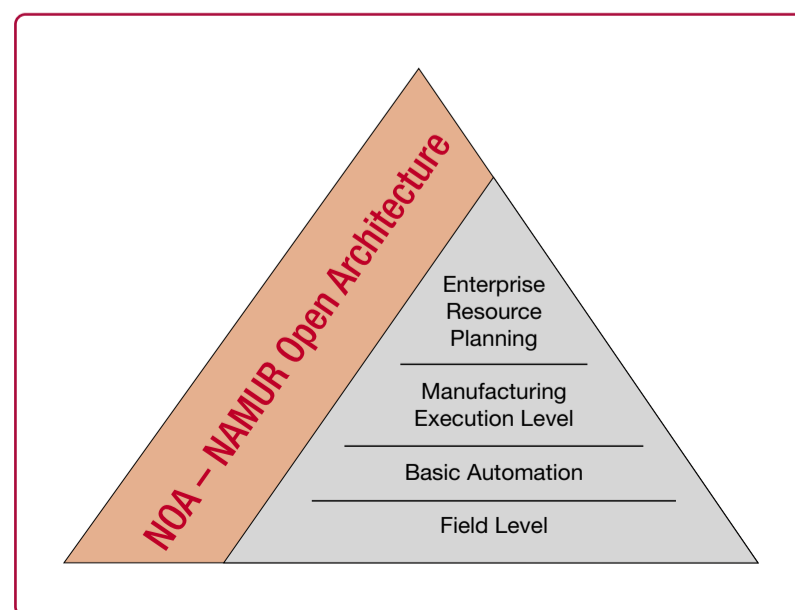 NOA – NAMUR Open Architecture
Enterprise
Resource
Planning
Manufacturing
Execution Level
Basic Automation
Field Level